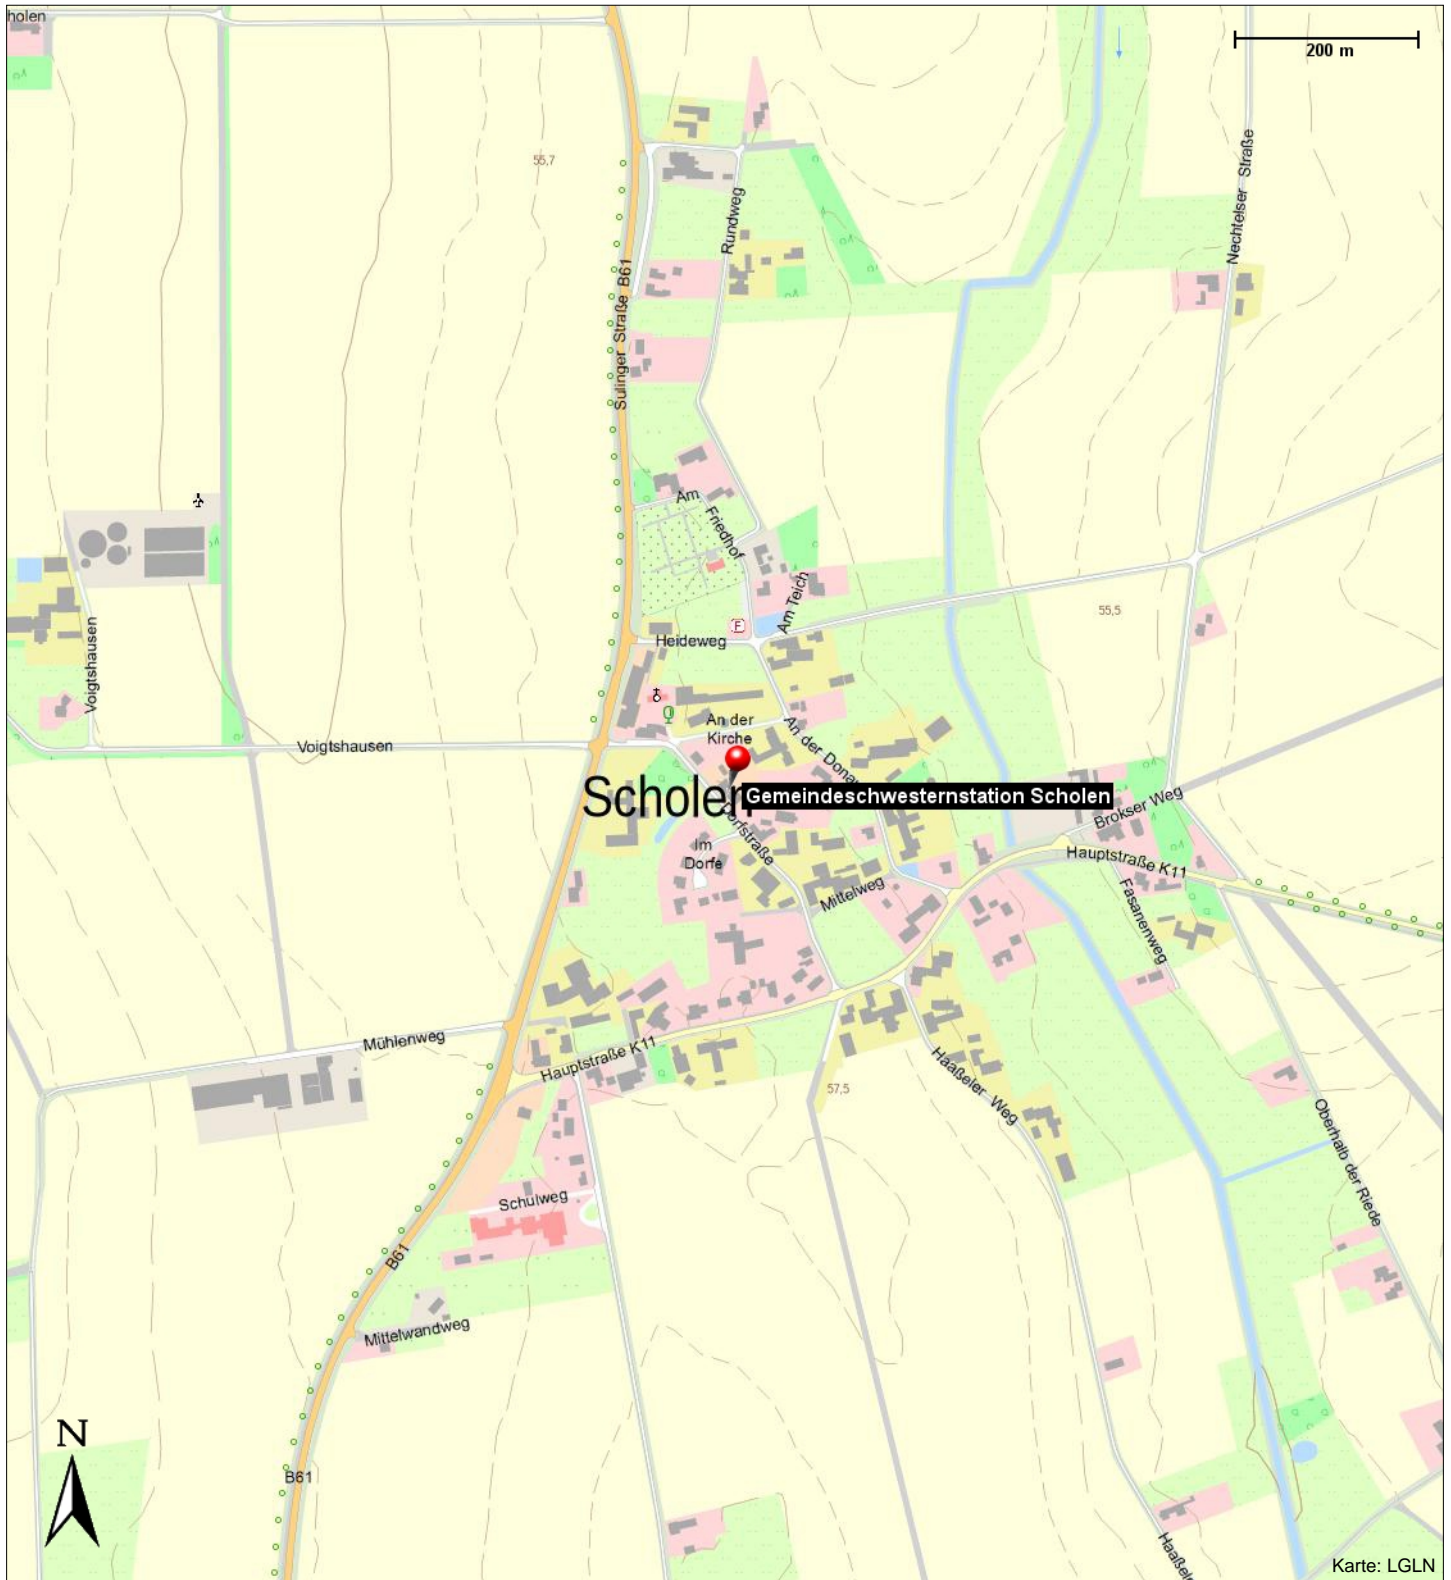 holen
200 m
55,7
Nechtelser Straße
Rundweg
Sulinger Straße B61
Am
Friedhof
Am Teich
55,5
F
Heideweg
Voigtshausen
An der
Kirche
Voigtshausen
An der Donau
Scholen
Gemeindeschwesternstation Scholen
Brokser Weg
Dorfstraße
Im
Dorfe
Hauptstraße K11
Mittelweg
Fasanenweg
Mühlenweg
Hauptstraße K11
Haaßeler Weg
57,5
Oberhalb der Riede
Schulweg
B61
Mittelwandweg
N
B61
Haaßele
Karte: LGLN